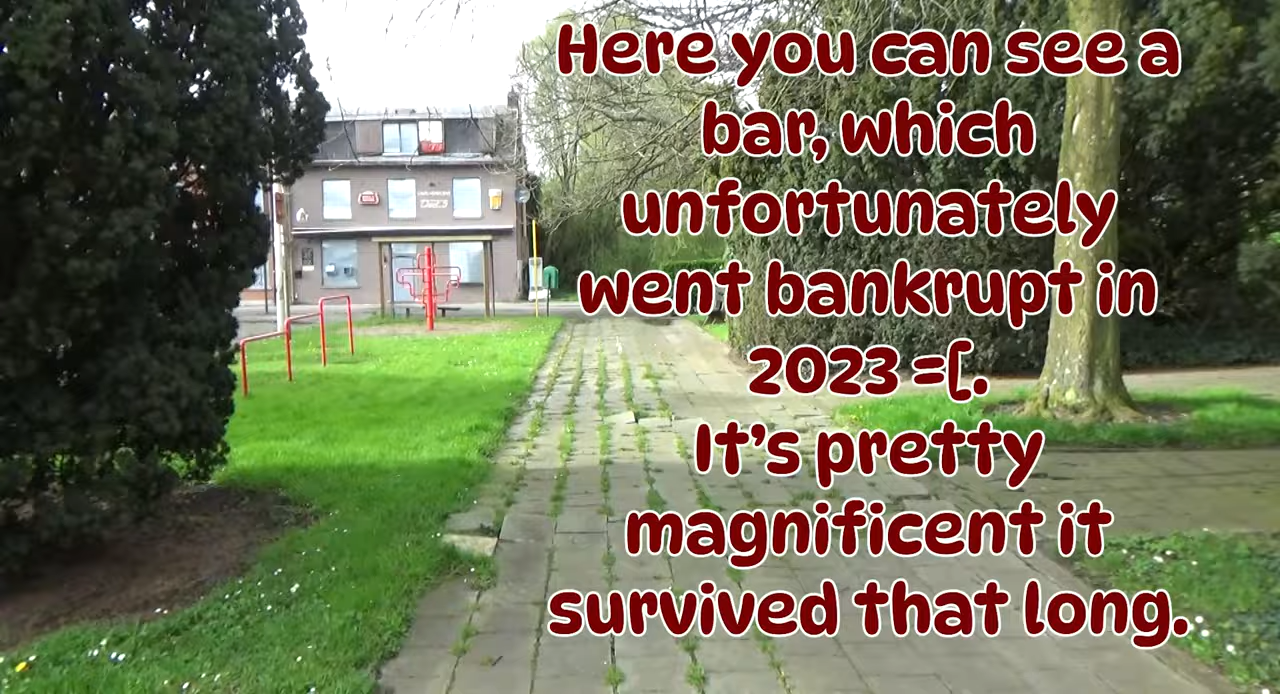 Here you can see a
bar, which
unfortunately
went bankrupt in
2023 =[.
It's pretty
magnificent it
survived that long.